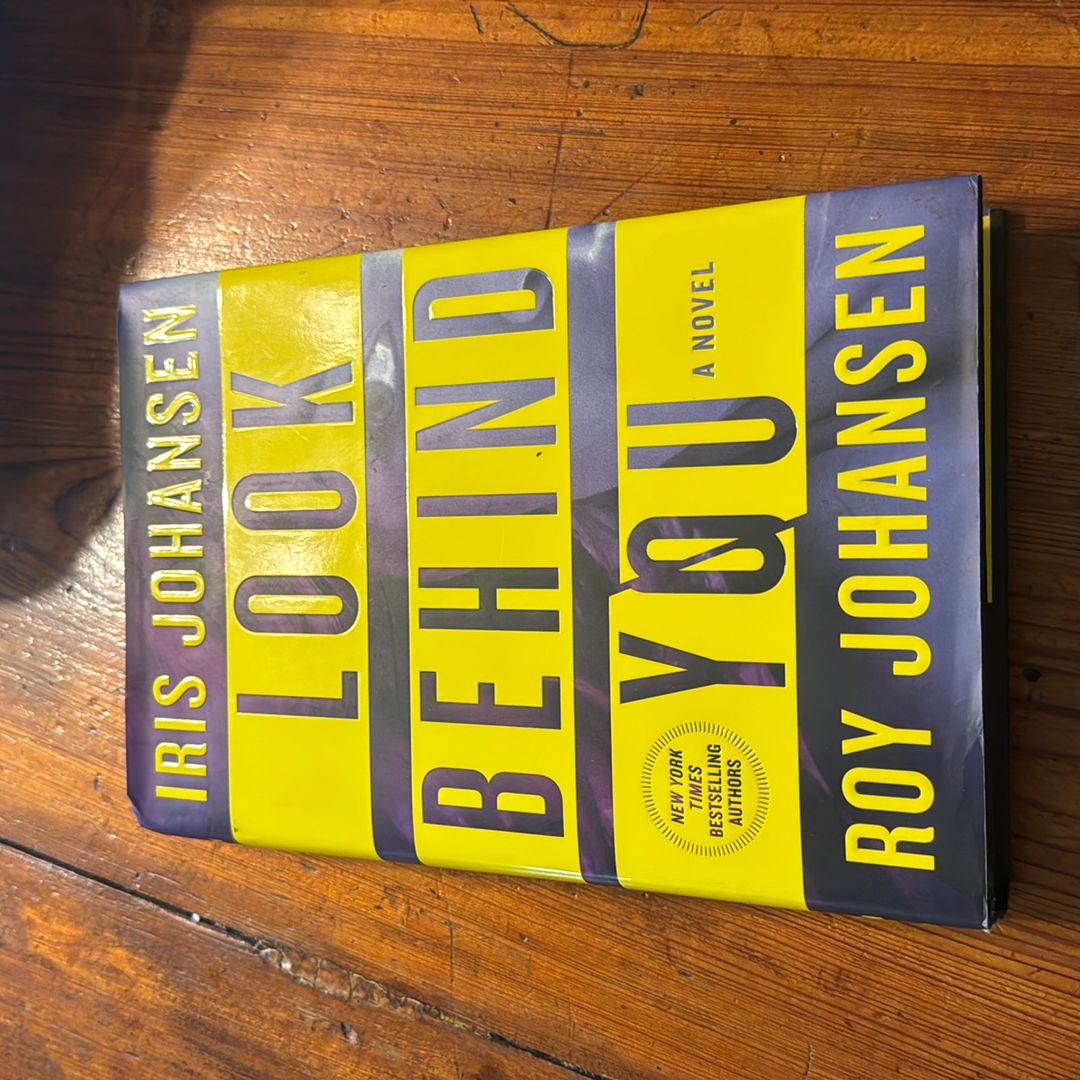 IRIS JOHANSEN
LOOK
BEHIND
YOU
A NOVEL
NEW YORK
TIMES
BESTSELLING
AUTHORS
ROY JOHANSEN